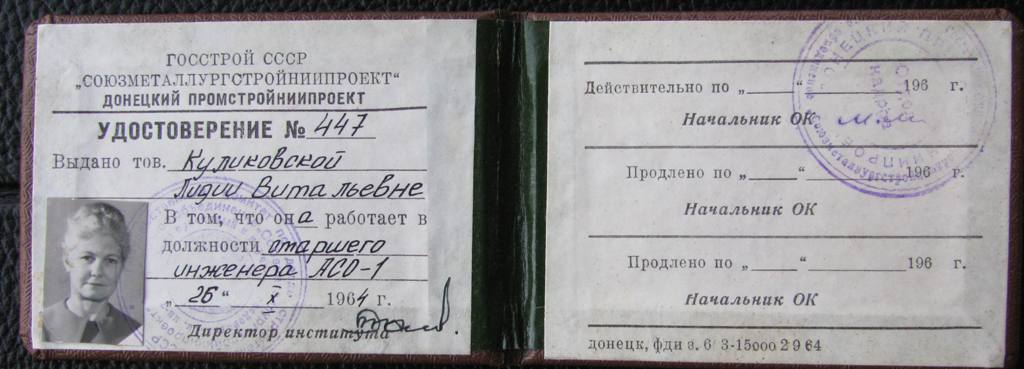 ГОССТРОЙ СССР
„СОЮЗМЕТАЛЛУРГСТРОЙНИИПРОЕКТ“
ДОНЕЦКИЙ ПРОМСТРОЙНИИПРОЕКТ
УДОСТОВЕРЕНИЕ № 447
Выдано тов. Куликовской
Лидии Витальевне
В том, что она работает в
должности старшего
инженера АСО-1
„ 26 “ X 1964 г.
Директор института
Действительно по „ “ 196 г.
Начальник ОК
Продлено по „ “ 196 г.
Начальник ОК
Продлено по „ “ 196 г.
Начальник ОК
донецк, фди з. 6 3-15000 2 9 64